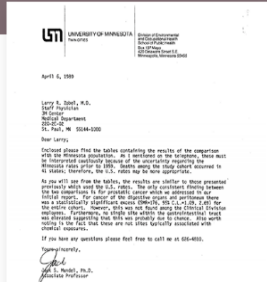 UNIVERSITY OF MINNESOTA
TWIN CITIES
Division of Environmental
and Occupational Health
School of Public Health
Minneapolis, Minnesota
April 6, 1989
Larry R. Zobel, M.D.
Staff Physician
3M Center
Medical Department
St. Paul, MN 55144-1000
Dear Larry,
Enclosed please find the tables containing the results of the comparison
with the Minnesota population. As I mentioned on the telephone, these must
be interpreted cautiously because of the uncertainty regarding the
Minnesota rates prior to 1959. Deaths among the study cohort occurred in
41 states; therefore, the U.S. rates may be more appropriate.
As you will see from the tables, the results are similar to those presented
previously which used the U.S. rates. The only consistent finding between
the two comparisons is for prostatic cancer which we addressed in our
initial report. For cancer of the digestive organs and peritoneum there
was a statistically significant excess
the entire cohort. However, this was not found among the Clinical Division
employees. Furthermore, no single site within the gastrointestinal tract
was elevated suggesting that this was probably due to chance. Also worth
noting is the fact that these are not sites typically associated with
chemical exposures.
If you have any questions please feel free to call me at
Yours sincerely,
Jack
Jack S. Mandel, Ph.D.
Associate Professor